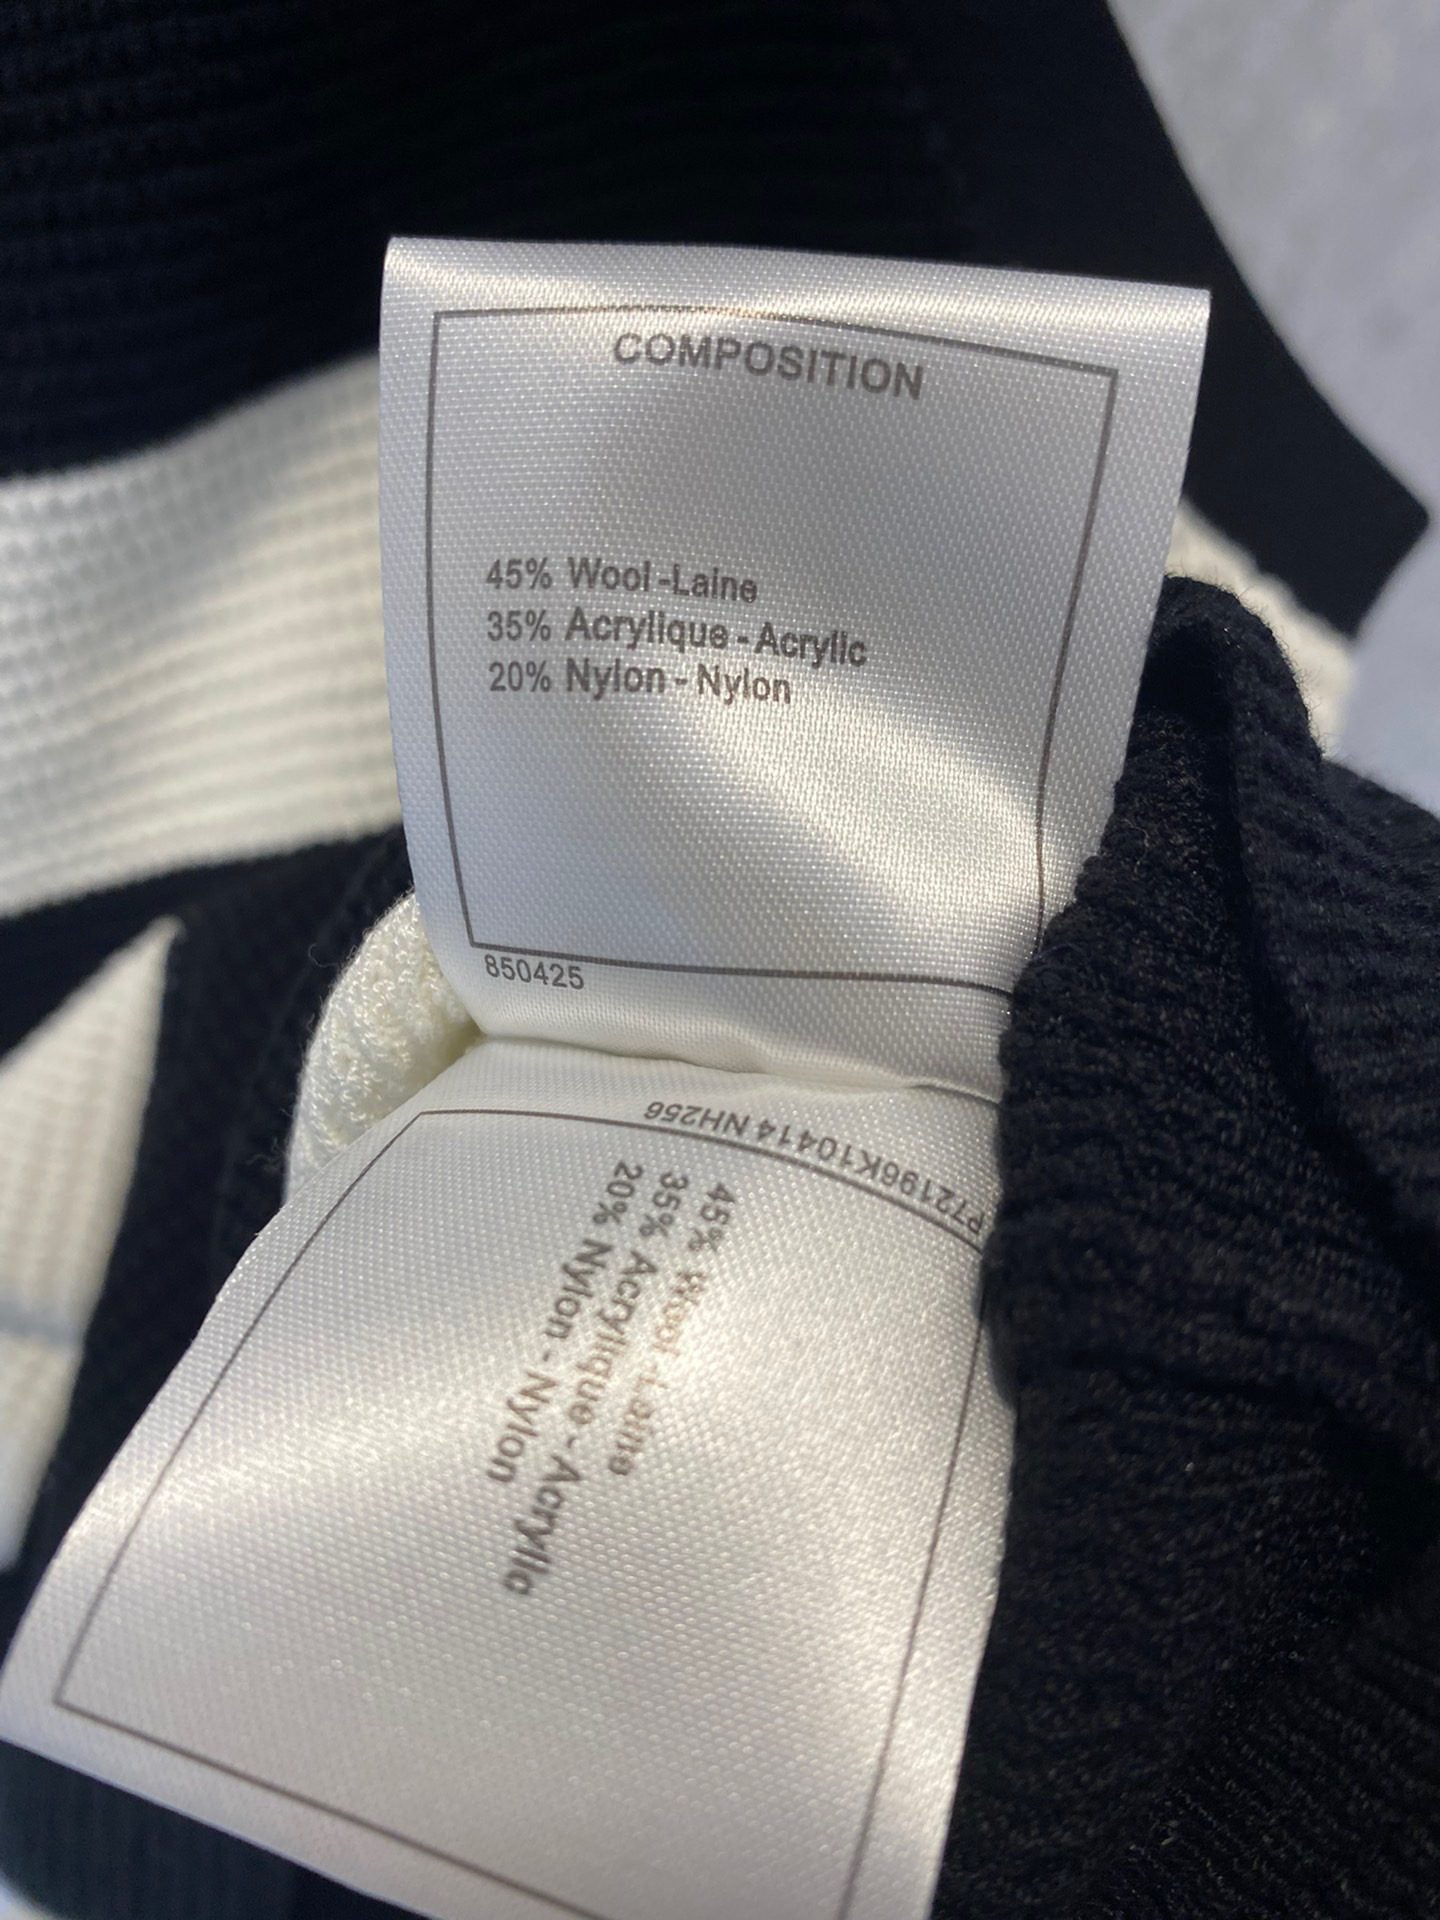 COMPOSITION
45% Wool-Laine
35% Acrylique - Acrylic
20% Nylon - Nylon
850425
P72196K10414 NH256
45% Wool-Laine
35% Acrylique - Acrylic
20% Nylon - Nylon